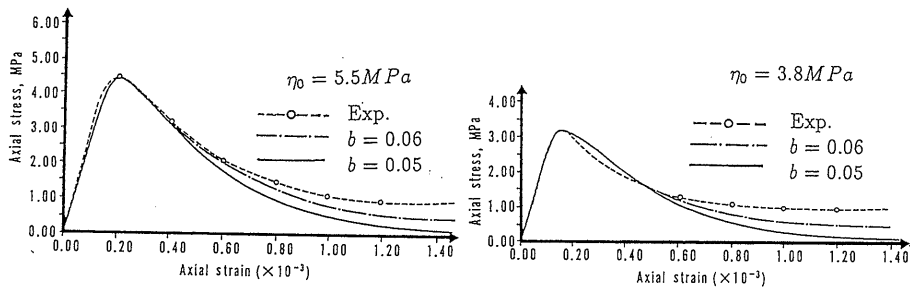 6.00
5.00
4.00
3.00
2.00
1.00
0.00
Axial stress, MPa
η₀ = 5.5MPa
Exp.
b = 0.06
b = 0.05
0.00 0.20 0.40 0.60 0.80 1.00 1.20 1.40
Axial strain (×10⁻³)
4.00
3.00
2.00
1.00
0.00
Axial stress, MPa
η₀ = 3.8MPa
Exp.
b = 0.06
b = 0.05
0.00 0.20 0.40 0.60 0.80 1.00 1.20 1.40
Axial strain (×10⁻³)